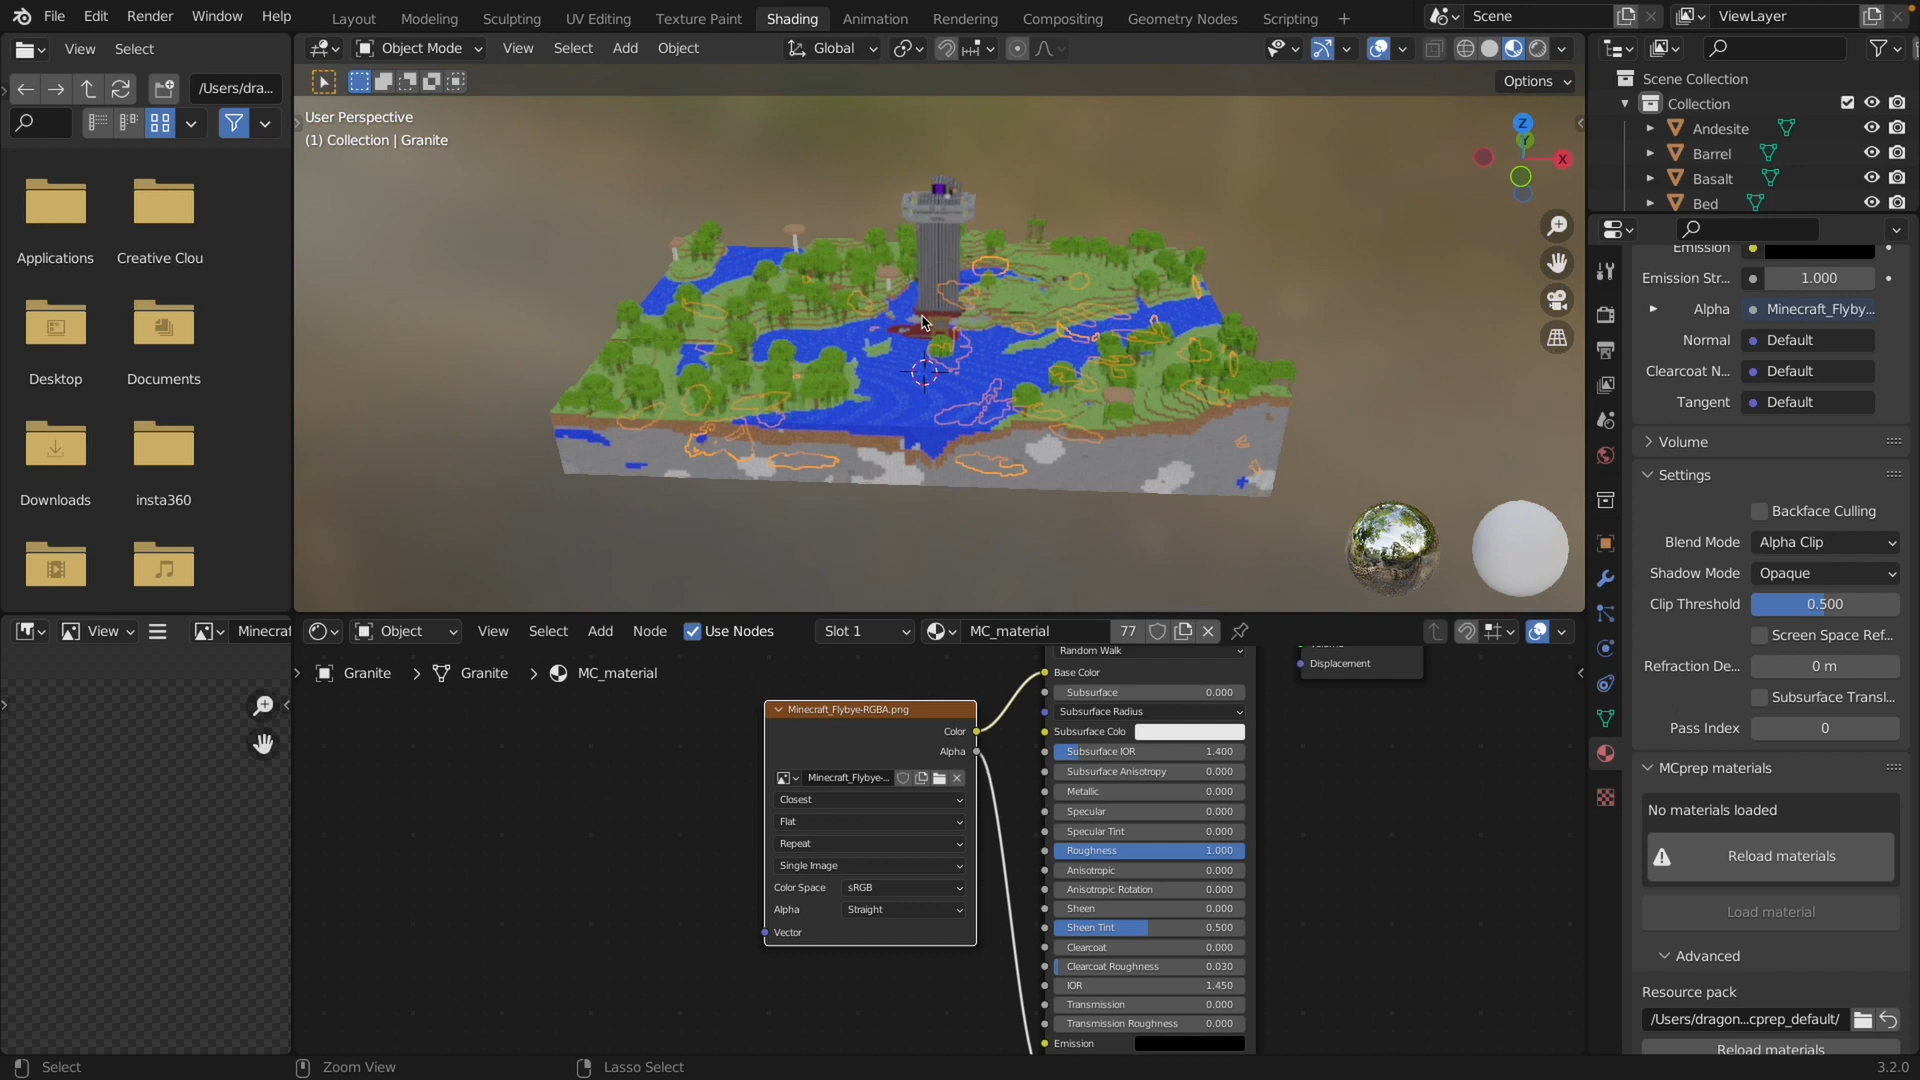 File Edit Render Window Help
Layout Modeling Sculpting UV Editing Texture Paint Shading Animation Rendering Compositing Geometry Nodes Scripting +
Scene
ViewLayer
View Select
Object Mode View Select Add Object
Global
/Users/dra...
Options
User Perspective
(1) Collection | Granite
Z
Y
X
Applications
Creative Clou
Desktop
Documents
Downloads
insta360
Scene Collection
Collection
Andesite
Barrel
Basalt
Bed
Emission
Emission Str... 1.000
Alpha Minecraft_Flyby...
Normal Default
Clearcoat N... Default
Tangent Default
Volume
Settings
Backface Culling
Blend Mode Alpha Clip
Shadow Mode Opaque
Clip Threshold 0.500
Screen Space Ref...
Refraction De... 0 m
Subsurface Transl...
Pass Index 0
MCprep materials
No materials loaded
Reload materials
Load material
Advanced
Resource pack
/Users/dragon...cprep_default/
Reload materials
View
Minecraf
Object View Select Add Node Use Nodes Slot 1 MC_material 77
Granite > Granite > MC_material
Minecraft_Flybye-RGBA.png
Color
Alpha
Minecraft_Flybye-...
Closest
Flat
Repeat
Single Image
Color Space sRGB
Alpha Straight
Vector
Random Walk
Base Color
Subsurface 0.000
Subsurface Radius
Subsurface Colo
Subsurface IOR 1.400
Subsurface Anisotropy 0.000
Metallic 0.000
Specular 0.000
Specular Tint 0.000
Roughness 1.000
Anisotropic 0.000
Anisotropic Rotation 0.000
Sheen 0.000
Sheen Tint 0.500
Clearcoat 0.000
Clearcoat Roughness 0.030
IOR 1.450
Transmission 0.000
Transmission Roughness 0.000
Emission
Displacement
Select
Zoom View
Lasso Select
3.2.0